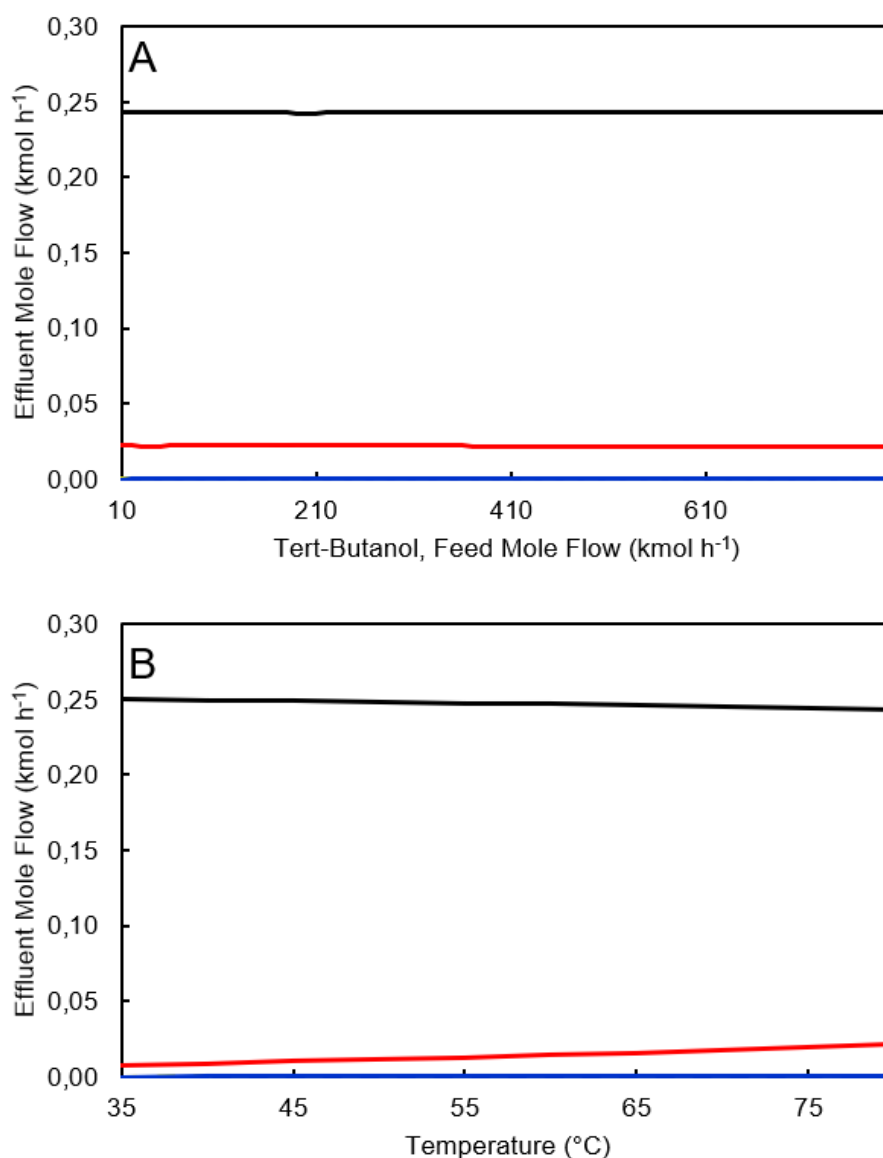 A
0,30
0,25
0,20
0,15
0,10
0,05
0,00
Effluent Mole Flow (kmol h⁻¹)
10 210 410 610
Tert-Butanol, Feed Mole Flow (kmol h⁻¹)
B
0,30
0,25
0,20
0,15
0,10
0,05
0,00
Effluent Mole Flow (kmol h⁻¹)
35 45 55 65 75
Temperature (°C)